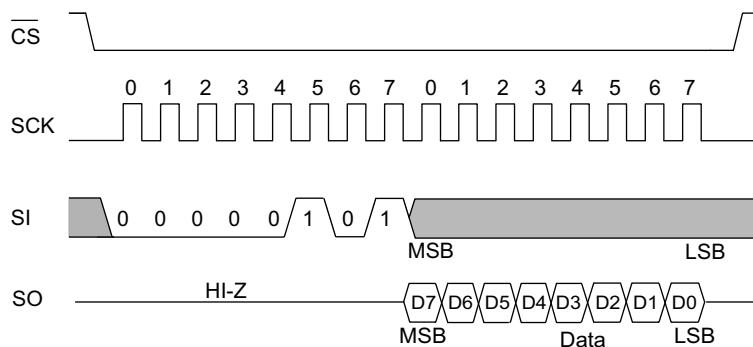 CS
0 1 2 3 4 5 6 7 0 1 2 3 4 5 6 7
SCK
SI 0 0 0 0 0 1 0 1
MSB LSB
HI-Z
SO D7 D6 D5 D4 D3 D2 D1 D0
MSB Data LSB